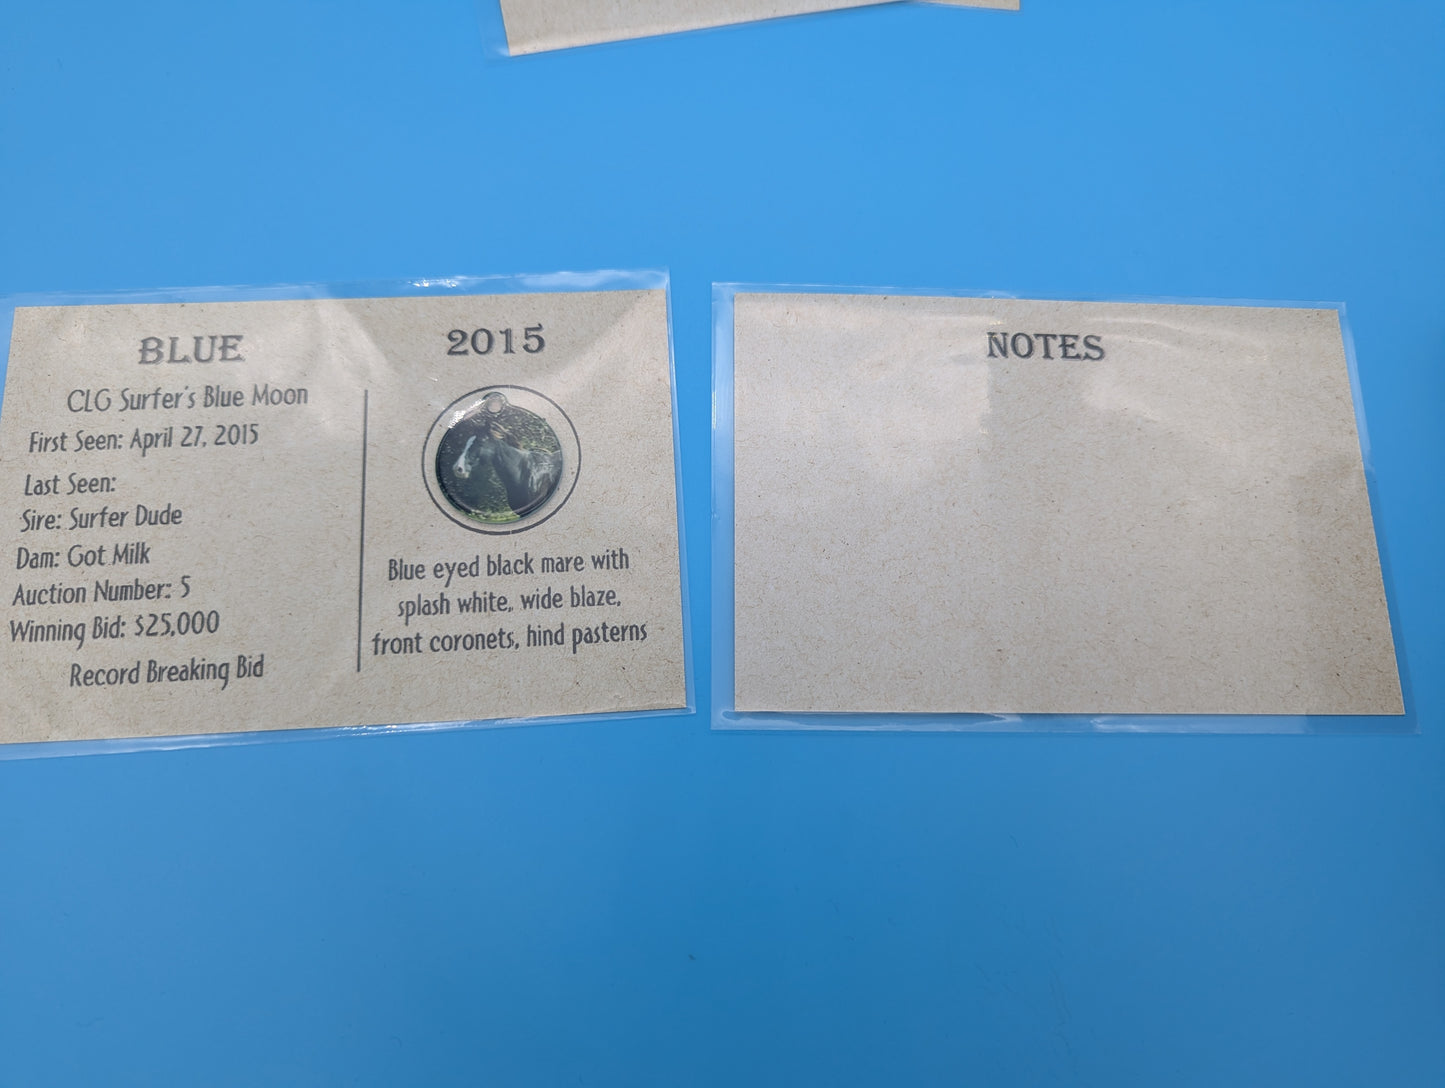 BLUE
CLG Surfer's Blue Moon
First Seen: April 27, 2015
Last Seen:
Sire: Surfer Dude
Dam: Got Milk
Auction Number: 5
Winning Bid: $25,000
Record Breaking Bid
2015
Blue eyed black mare with
splash white, wide blaze,
front coronets, hind pasterns
NOTES